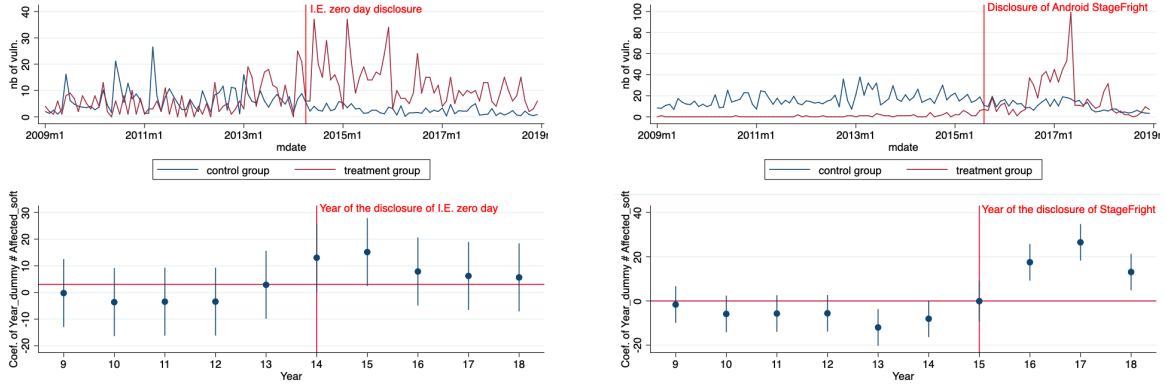 I.E. zero day disclosure
nb of vuln.
40
30
20
10
0
2009m1 2011m1 2013m1 2015m1 2017m1 2019m
mdate
control group treatment group
Disclosure of Android StageFright
nb of vuln.
100
80
60
40
20
0
2009m1 2011m1 2013m1 2015m1 2017m1 2019m1
mdate
control group treatment group
Year of the disclosure of I.E. zero day
Coef. of Year_dummy # Affected_soft
30
20
10
0
-10
-20
9 10 11 12 13 14 15 16 17 18
Year
Year of the disclosure of StageFright
Coef. of Year_dummy # Affected_soft
40
20
0
-20
9 10 11 12 13 14 15 16 17 18
Year